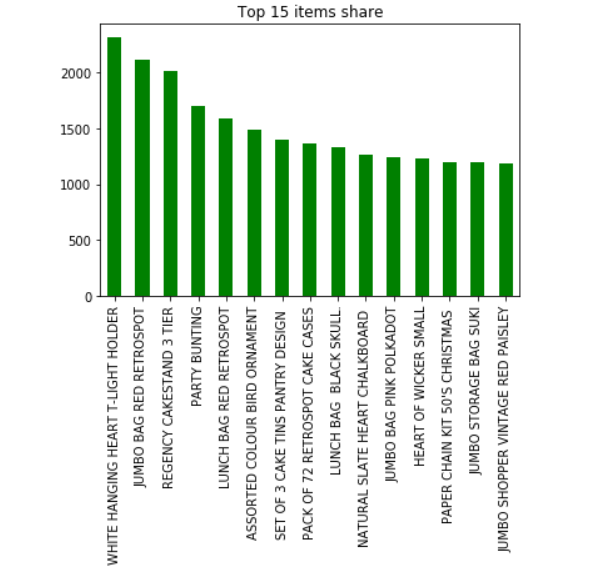 Top 15 items share
2000
1500
1000
500
0
WHITE HANGING HEART T-LIGHT HOLDER
JUMBO BAG RED RETROSPOT
REGENCY CAKESTAND 3 TIER
PARTY BUNTING
LUNCH BAG RED RETROSPOT
ASSORTED COLOUR BIRD ORNAMENT
SET OF 3 CAKE TINS PANTRY DESIGN
PACK OF 72 RETROSPOT CAKE CASES
LUNCH BAG  BLACK SKULL.
NATURAL SLATE HEART CHALKBOARD
JUMBO BAG PINK POLKADOT
HEART OF WICKER SMALL
PAPER CHAIN KIT 50'S CHRISTMAS
JUMBO STORAGE BAG SUKI
JUMBO SHOPPER VINTAGE RED PAISLEY